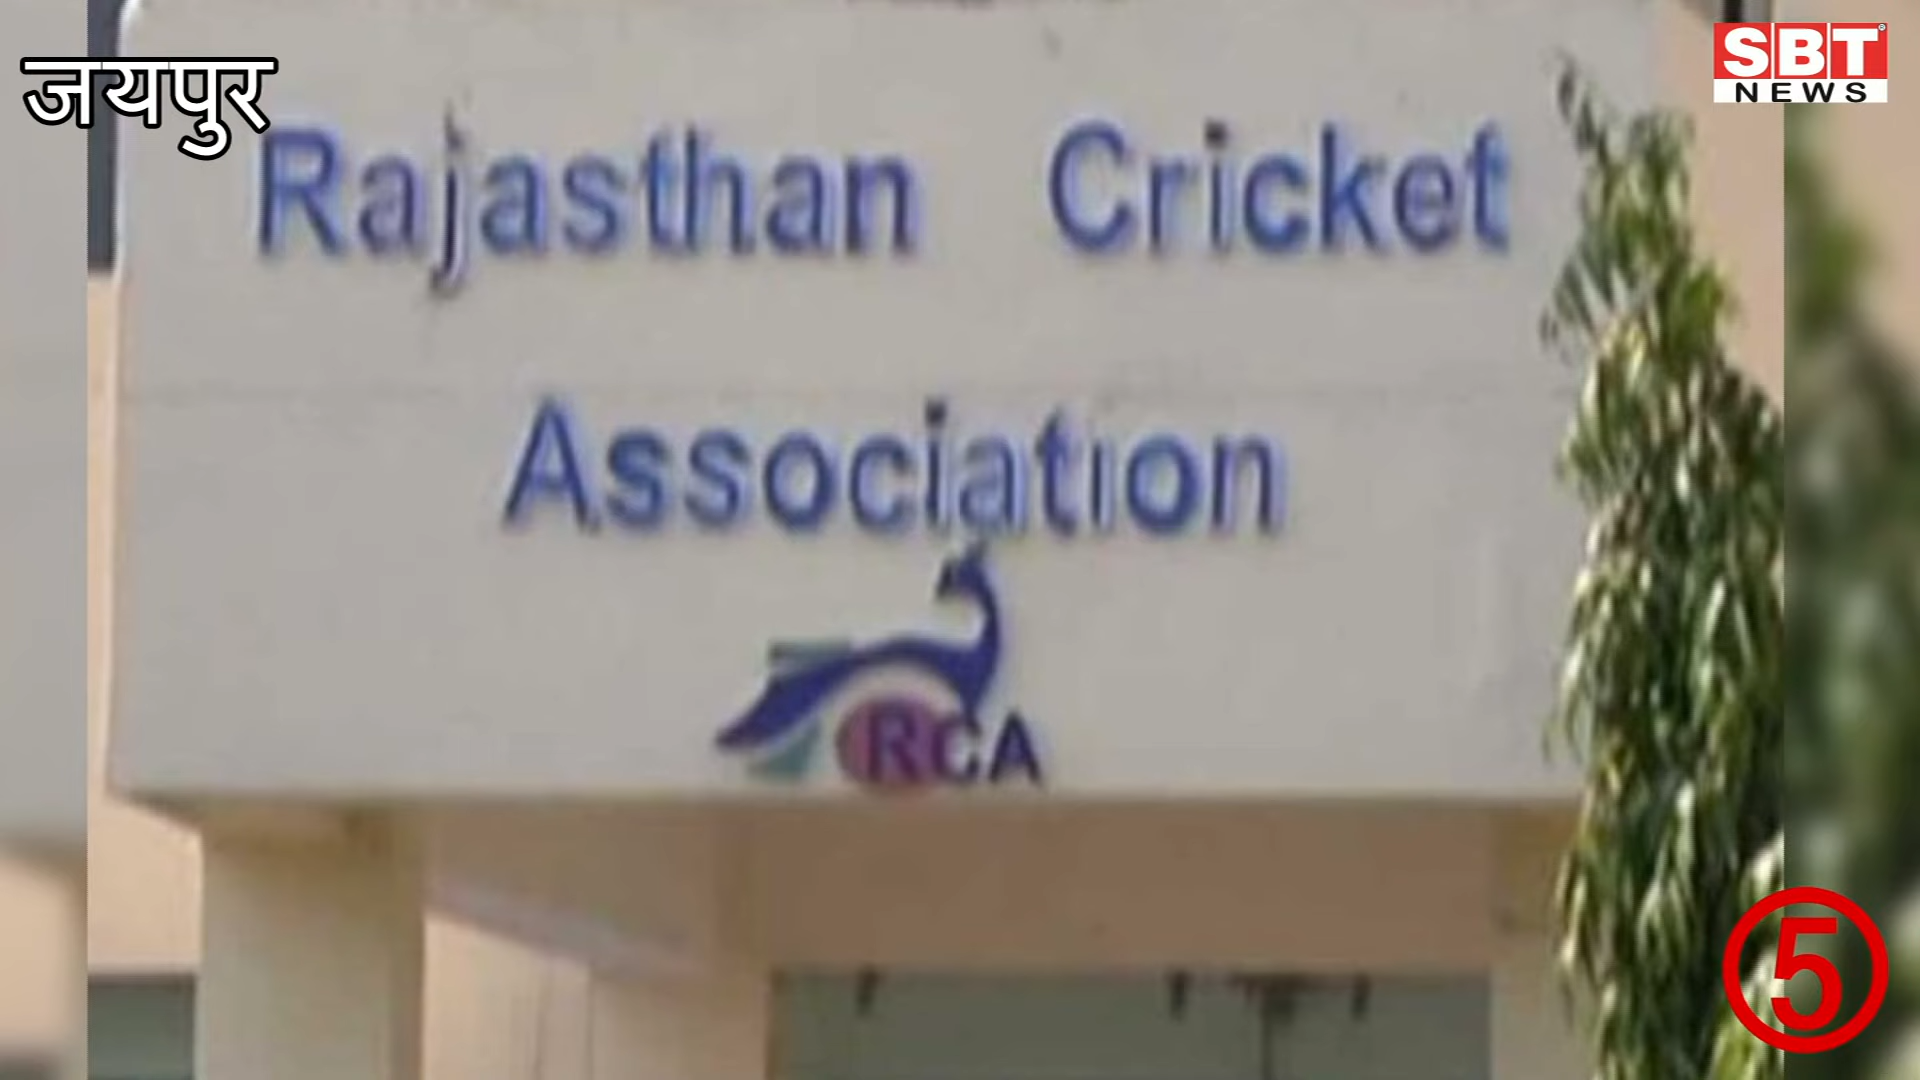 जयपुर
SBT
NEWS
Rajasthan Cricket
Association
RCA
5